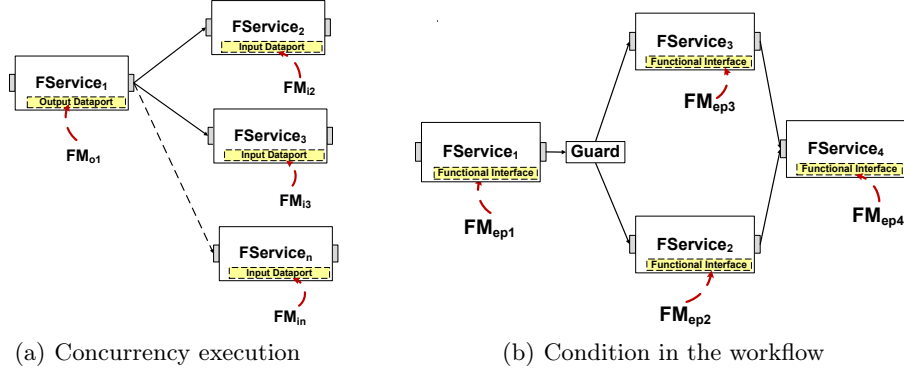 FService2
Input Dataport
FMi2
FService1
Output Dataport
FMo1
FService3
Input Dataport
FMi3
FServicen
Input Dataport
FMin
(a) Concurrency execution
FService3
Functional Interface
FMep3
FService1
Functional Interface
FMep1
Guard
FService4
Functional Interface
FMep4
FService2
Functional Interface
FMep2
(b) Condition in the workflow